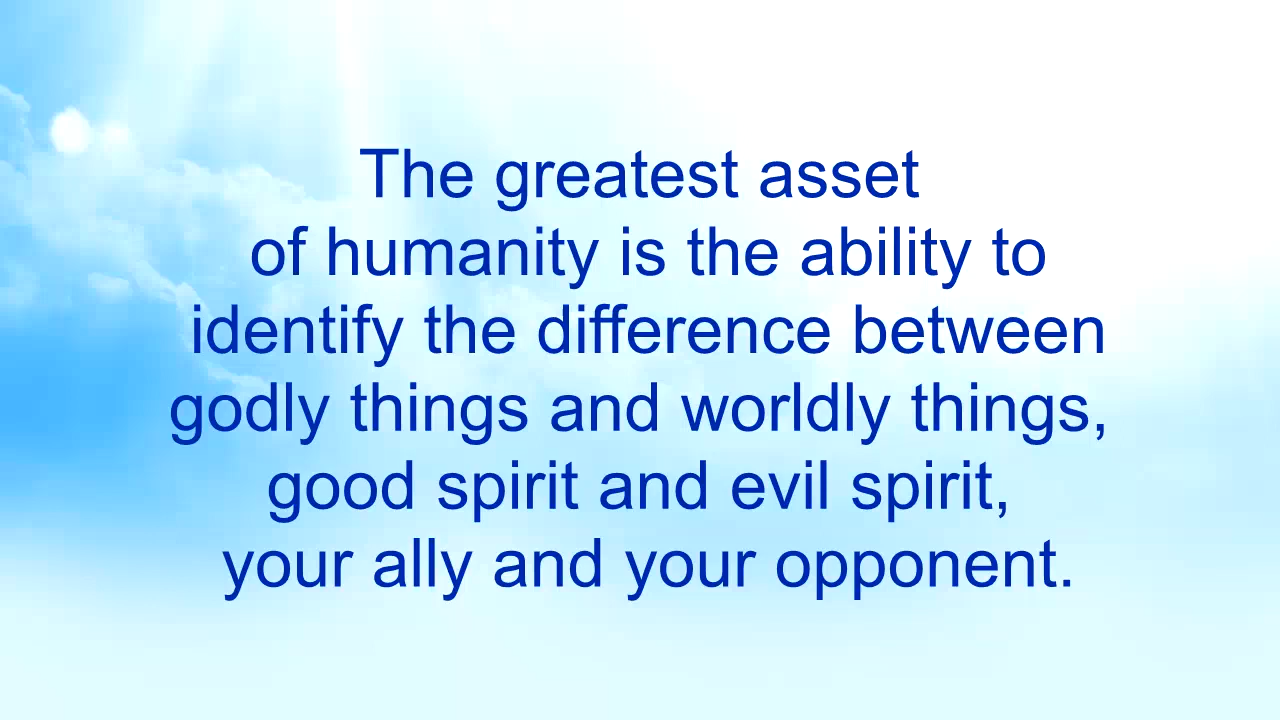 The greatest asset
of humanity is the ability to
identify the difference between
godly things and worldly things,
good spirit and evil spirit,
your ally and your opponent.